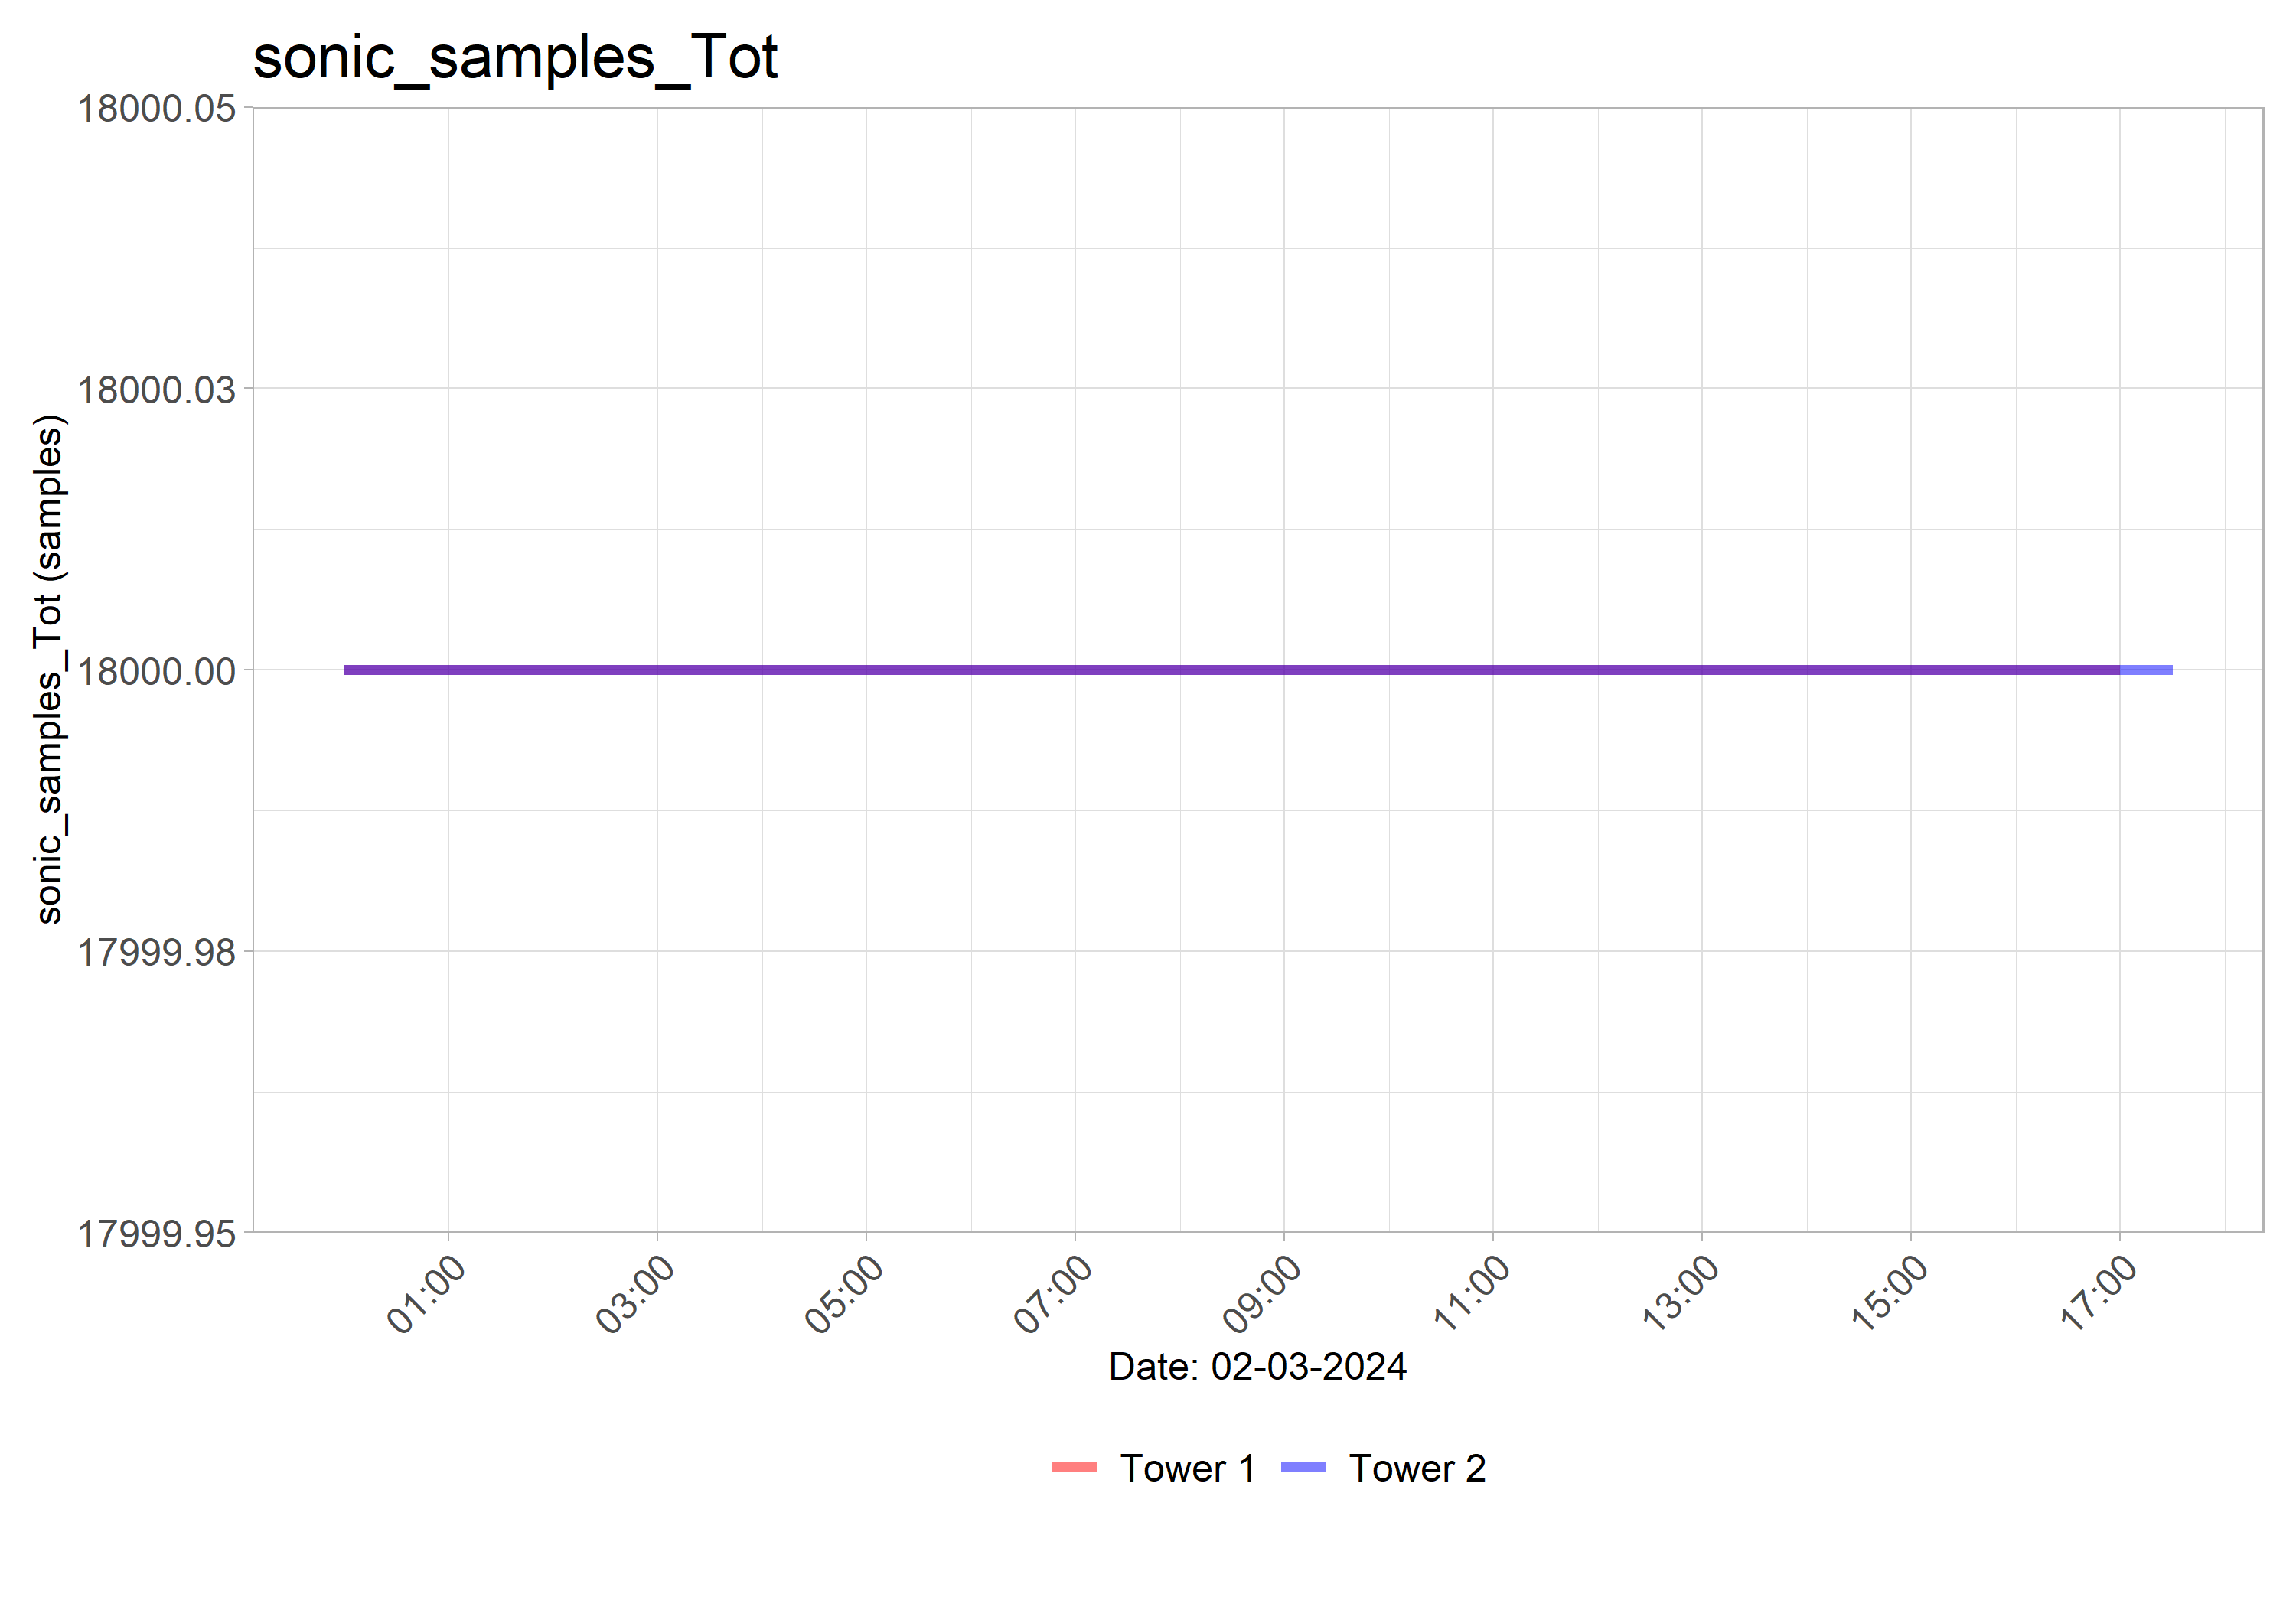 sonic_samples_Tot
18000.05
18000.03
18000.00
17999.98
17999.95
sonic_samples_Tot (samples)
01:00
03:00
05:00
07:00
09:00
11:00
13:00
15:00
17:00
Date: 02-03-2024
Tower 1
Tower 2